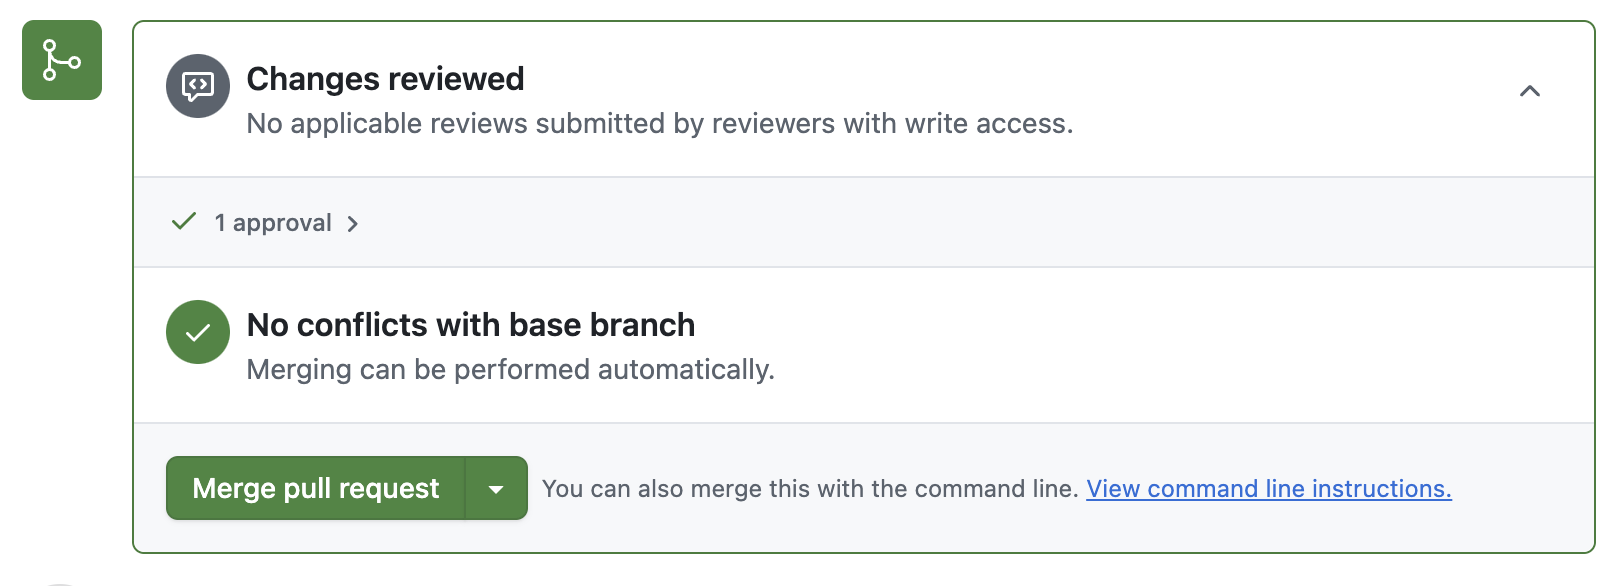 Changes reviewed
No applicable reviews submitted by reviewers with write access.
1 approval
No conflicts with base branch
Merging can be performed automatically.
Merge pull request
You can also merge this with the command line. View command line instructions.